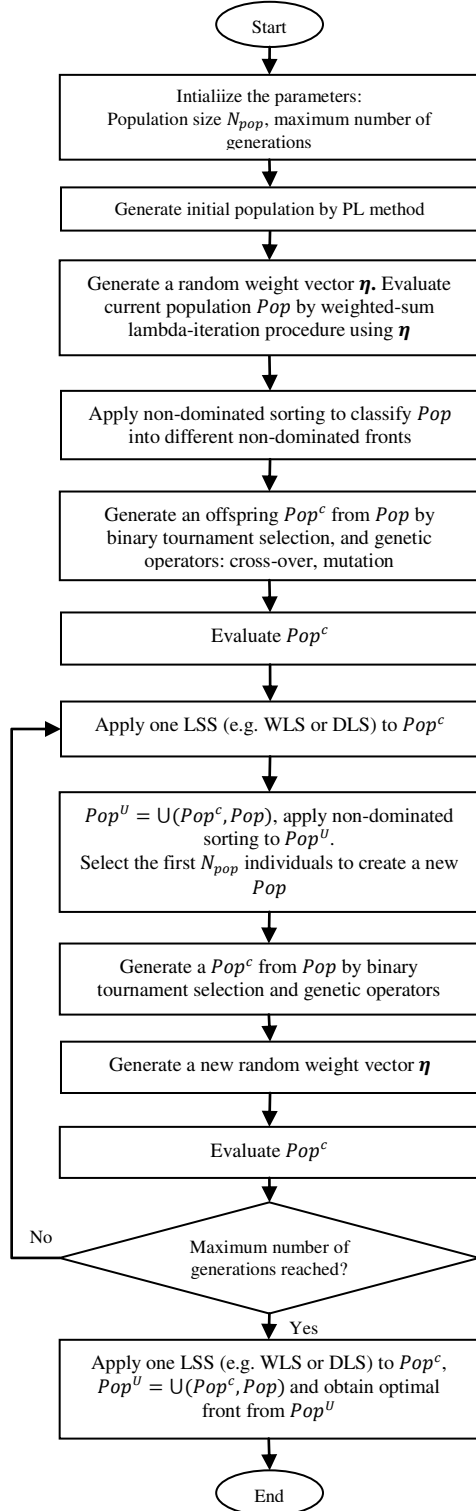 Start
Intialiize the parameters:
Population size N_pop, maximum number of
generations
Generate initial population by PL method
Generate a random weight vector η. Evaluate
current population Pop by weighted-sum
lambda-iteration procedure using η
Apply non-dominated sorting to classify Pop
into different non-dominated fronts
Generate an offspring Pop^c from Pop by
binary tournament selection, and genetic
operators: cross-over, mutation
Evaluate Pop^c
Apply one LSS (e.g. WLS or DLS) to Pop^c
Pop^U = ∪(Pop^c, Pop), apply non-dominated
sorting to Pop^U.
Select the first N_pop individuals to create a new
Pop
Generate a Pop^c from Pop by binary
tournament selection and genetic operators
Generate a new random weight vector η
Evaluate Pop^c
No
Maximum number of
generations reached?
Yes
Apply one LSS (e.g. WLS or DLS) to Pop^c,
Pop^U = ∪(Pop^c, Pop) and obtain optimal
front from Pop^U
End